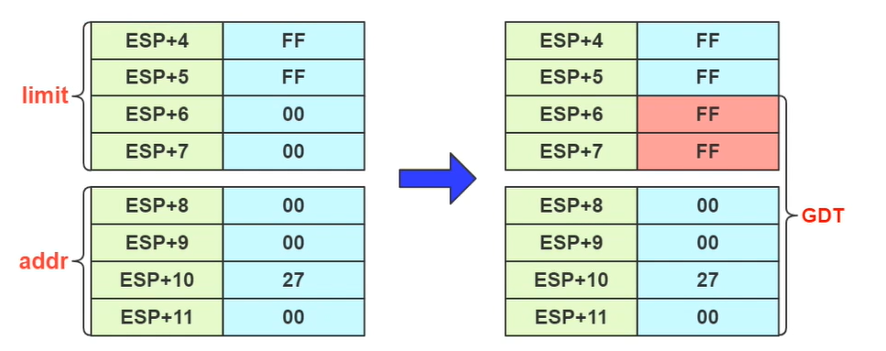 ESP+4 FF ESP+4 FF
ESP+5 FF ESP+5 FF
limit
ESP+6 00 ESP+6 FF
ESP+7 00 ESP+7 FF
ESP+8 00 ESP+8 00
GDT
ESP+9 00 ESP+9 00
addr
ESP+10 27 ESP+10 27
ESP+11 00 ESP+11 00